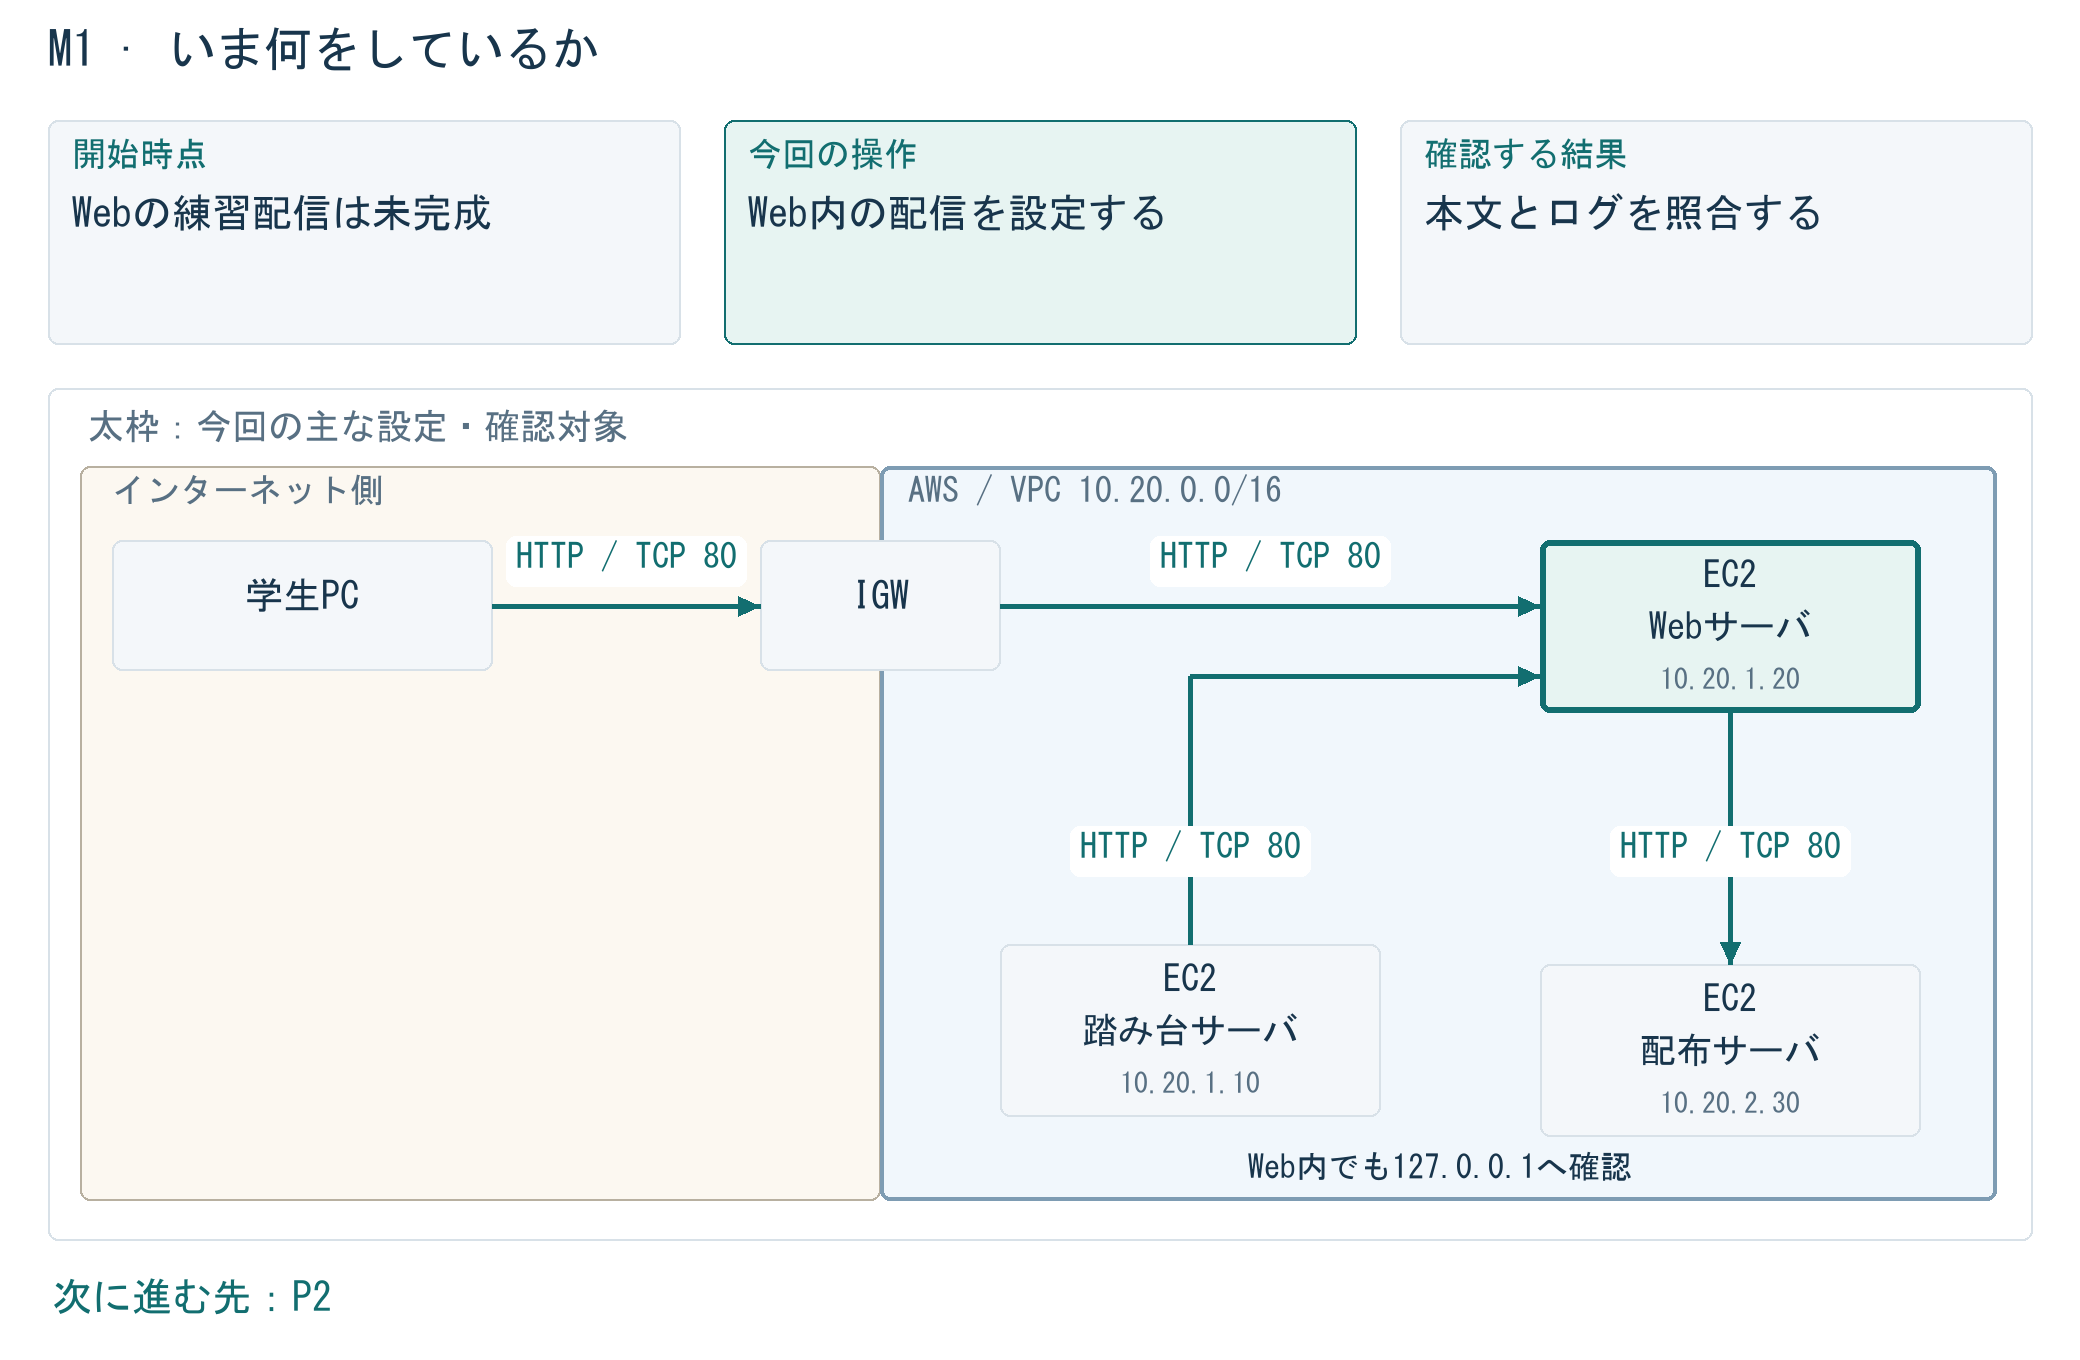 M1 · いま何をしているか
開始時点
Webの練習配信は未完成
今回の操作
Web内の配信を設定する
確認する結果
本文とログを照合する
太枠：今回の主な設定・確認対象
インターネット側
AWS / VPC 10.20.0.0/16
学生PC
HTTP / TCP 80
IGW
HTTP / TCP 80
EC2
Webサーバ
10.20.1.20
HTTP / TCP 80
HTTP / TCP 80
EC2
踏み台サーバ
10.20.1.10
EC2
配布サーバ
10.20.2.30
Web内でも127.0.0.1へ確認
次に進む先：P2